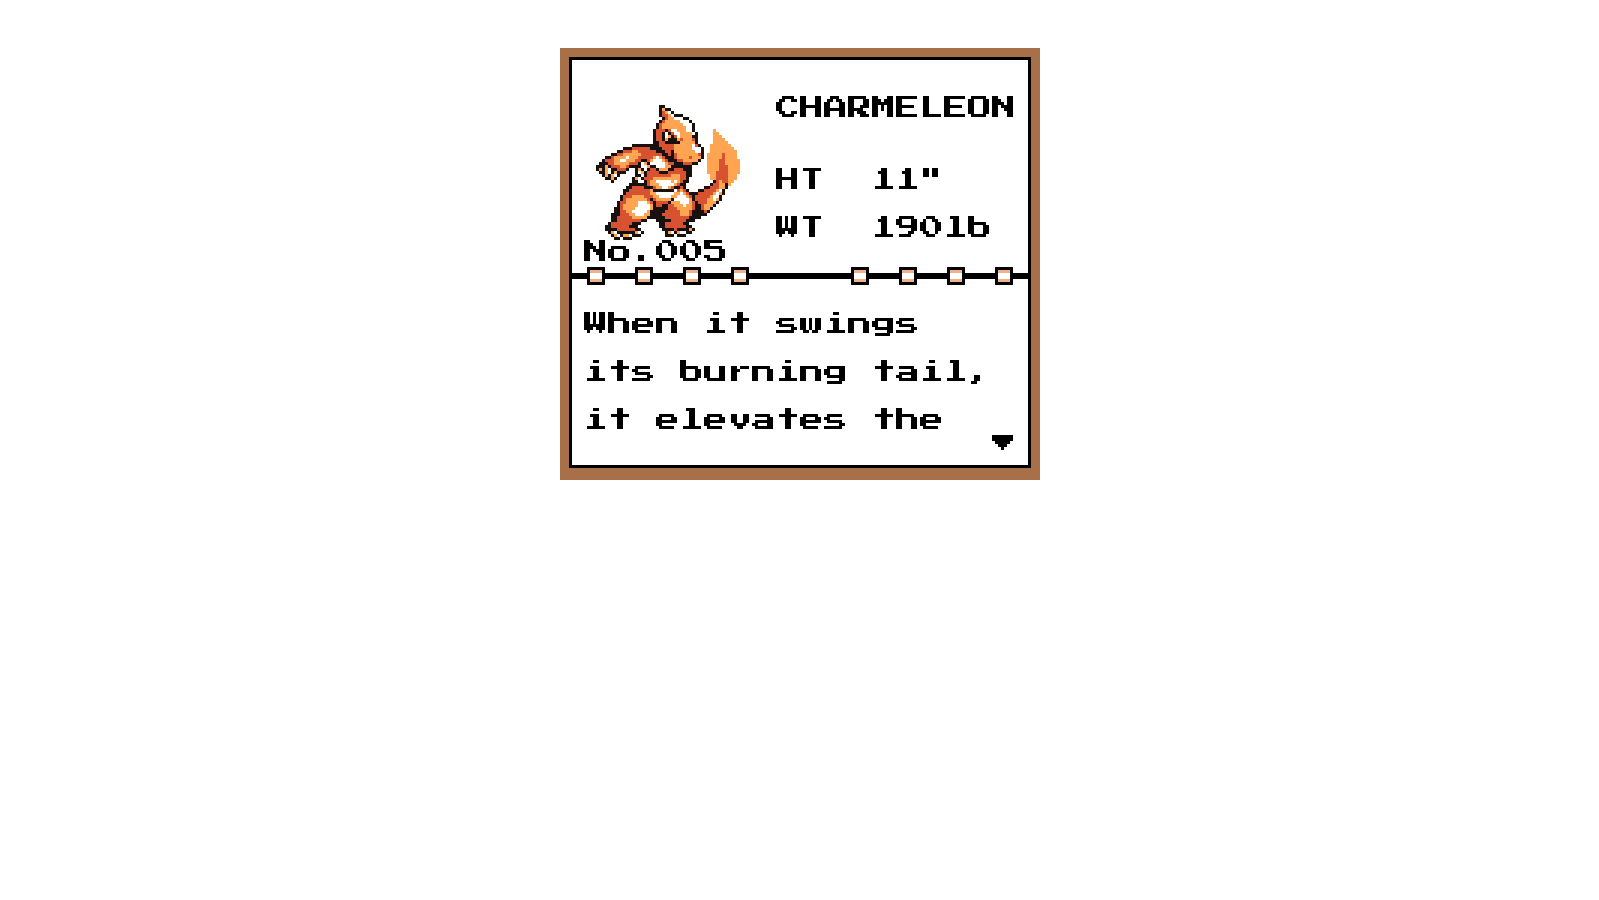 CHARMELEON
HT 11"
WT 190lb
No.005
When it swings
its burning tail,
it elevates the